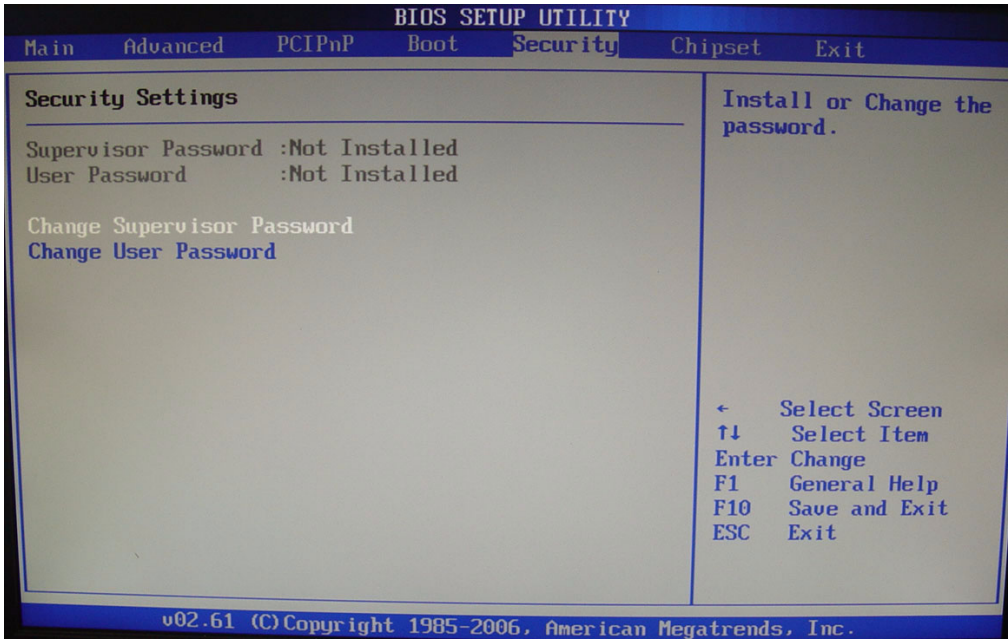 BIOS SETUP UTILITY
Main Advanced PCIPnP Boot Security Chipset Exit
Security Settings
Supervisor Password :Not Installed
User Password :Not Installed
Change Supervisor Password
Change User Password
Install or Change the
password.
← Select Screen
↑↓ Select Item
Enter Change
F1 General Help
F10 Save and Exit
ESC Exit
v02.61 (C)Copyright 1985-2006, American Megatrends, Inc.